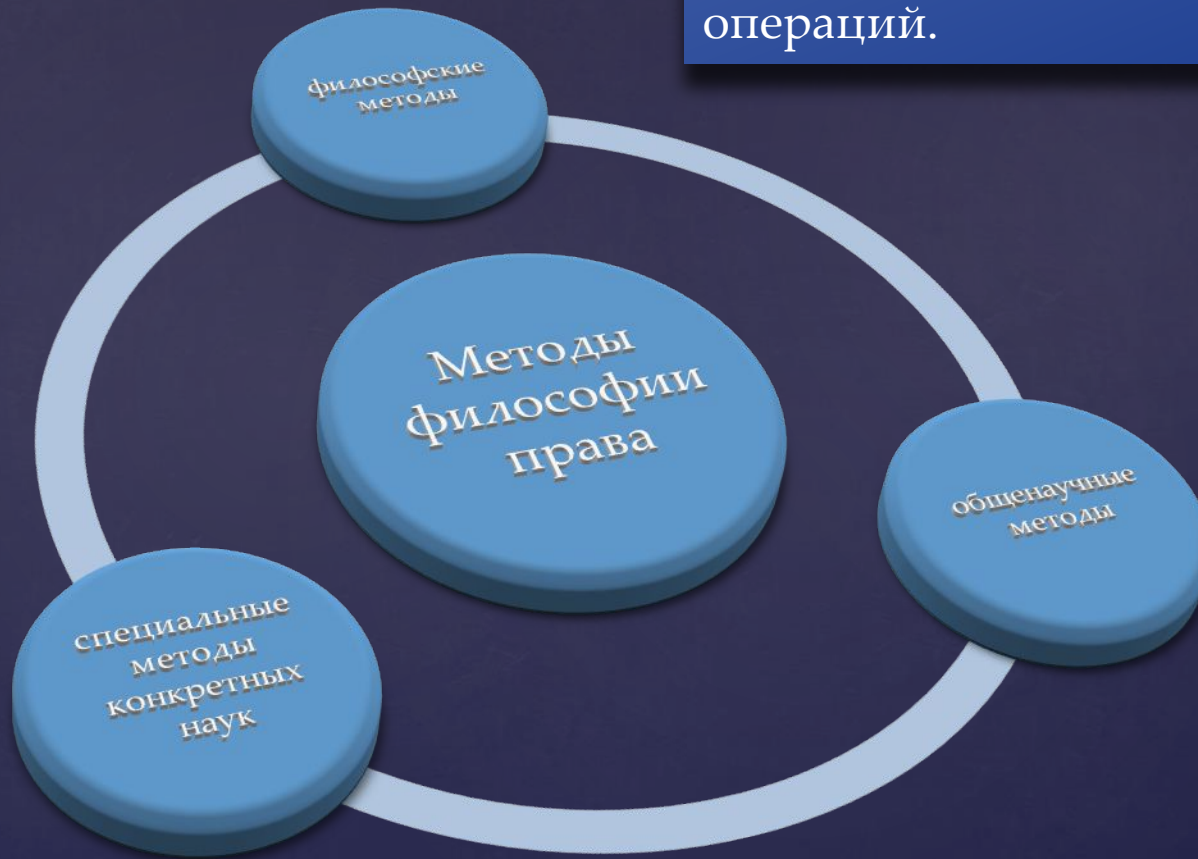 операций.
философские
методы
Методы
философии
права
общенаучные
методы
специальные
методы
конкретных
наук